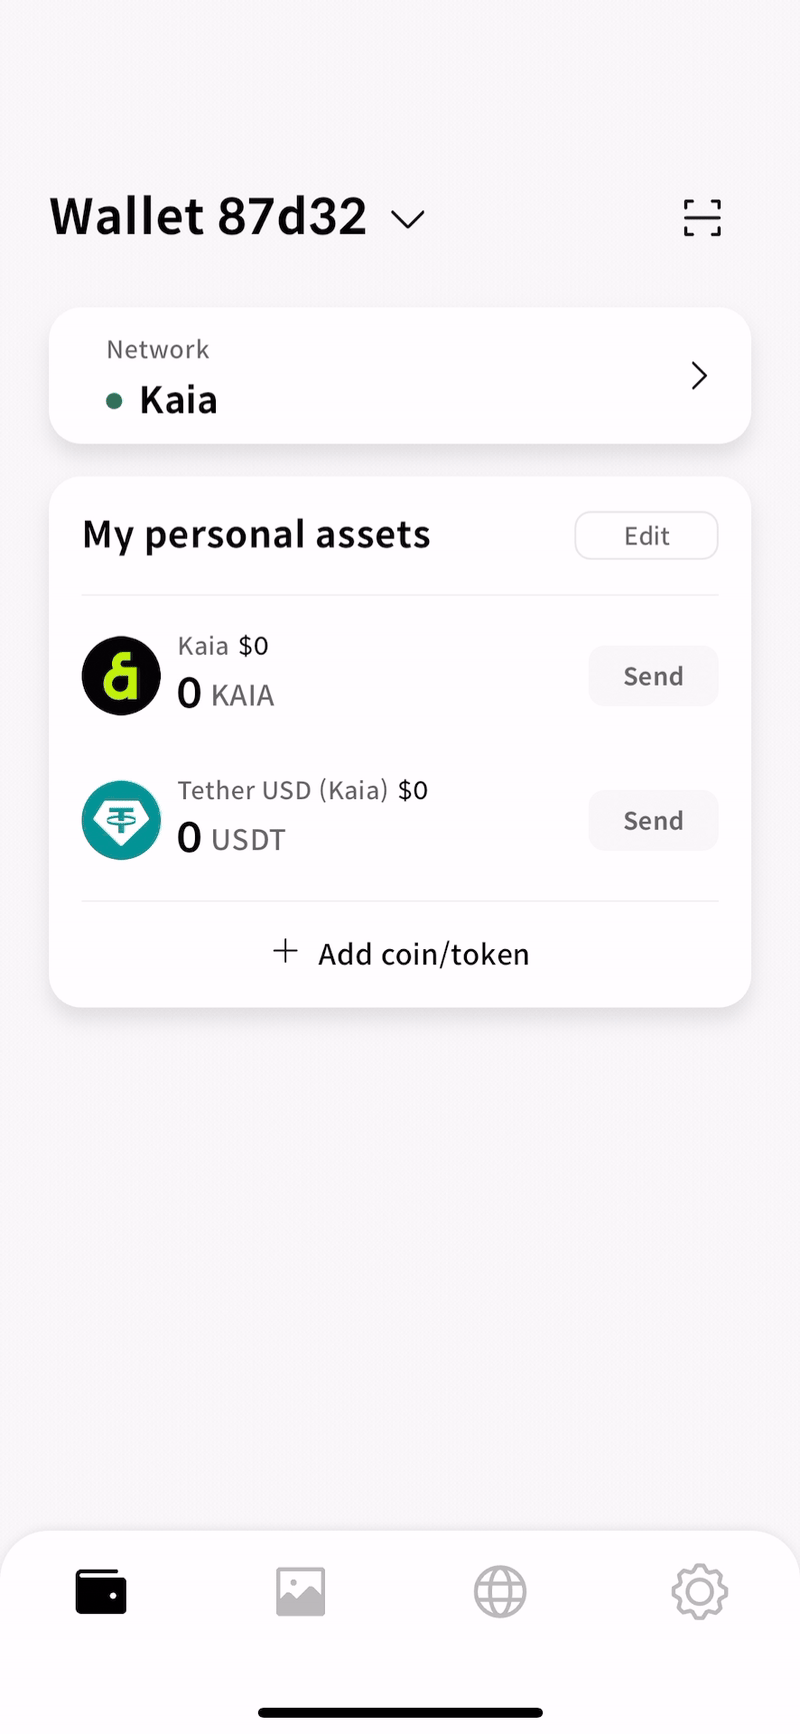 Wallet 87d32
Network
Kaia
My personal assets
Edit
Kaia $0
0 KAIA
Send
Tether USD (Kaia) $0
0 USDT
Send
+ Add coin/token